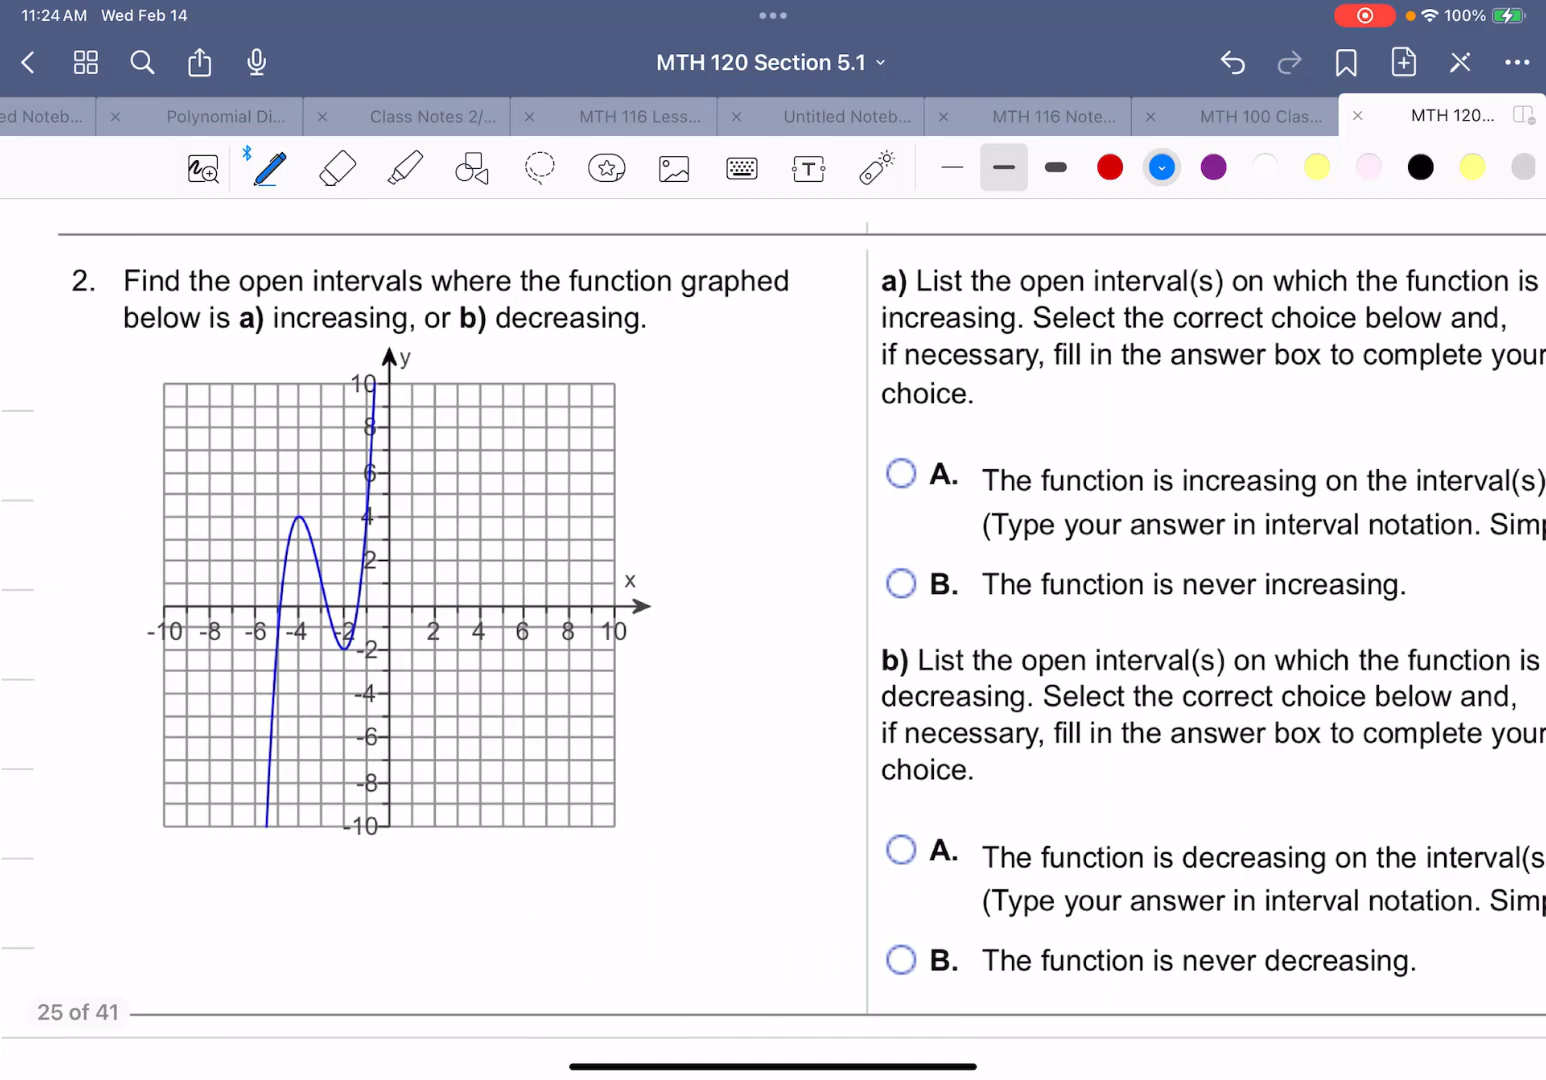 11:24 AM Wed Feb 14
100%
MTH 120 Section 5.1
ed Noteb...
Polynomial Di...
Class Notes 2/...
MTH 116 Less...
Untitled Noteb...
MTH 116 Note...
MTH 100 Clas...
MTH 120...
2. Find the open intervals where the function graphed
below is a) increasing, or b) decreasing.
y
10
8
6
4
2
x
-10 -8 -6 -4 -2 2 4 6 8 10
-2
-4
-6
-8
-10
a) List the open interval(s) on which the function is
increasing. Select the correct choice below and,
if necessary, fill in the answer box to complete your
choice.
A. The function is increasing on the interval(s)
(Type your answer in interval notation. Simp
B. The function is never increasing.
b) List the open interval(s) on which the function is
decreasing. Select the correct choice below and,
if necessary, fill in the answer box to complete your
choice.
A. The function is decreasing on the interval(s
(Type your answer in interval notation. Simp
B. The function is never decreasing.
25 of 41